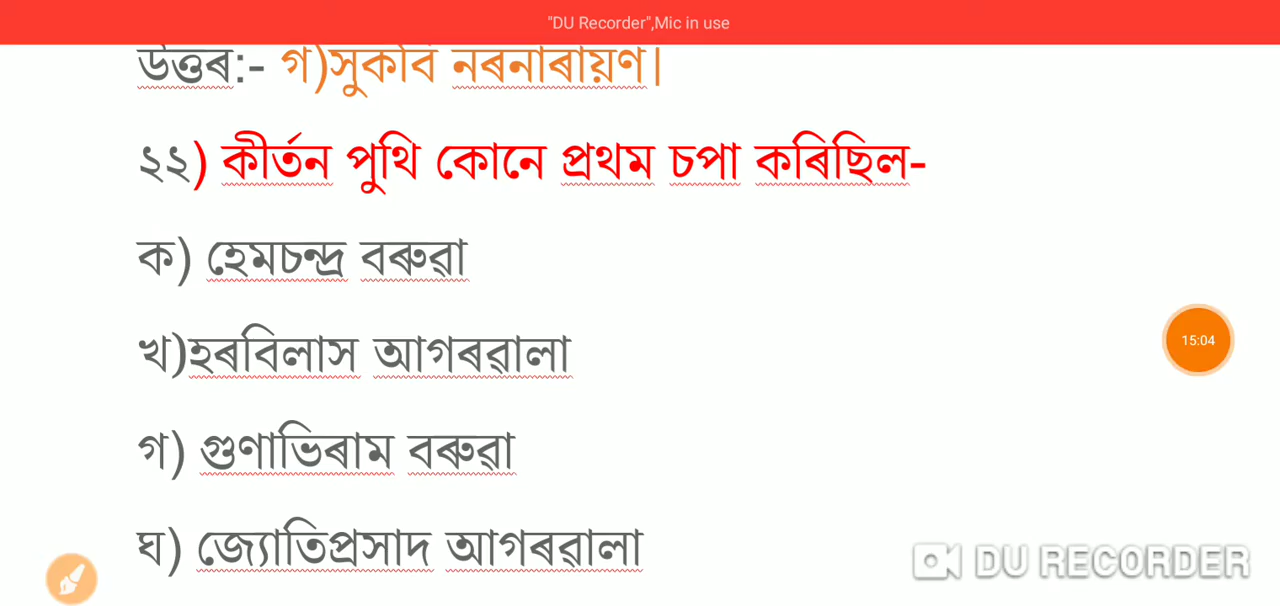 "DU Recorder",Mic in use
উত্তৰ:- গ)সুকবি নৰনাৰায়ণ।
২২) কীৰ্তন পুথি কোনে প্ৰথম চপা কৰিছিল-
ক) হেমচন্দ্ৰ বৰুৱা
খ)হৰবিলাস আগৰৱালা
15:04
গ) গুণাভিৰাম বৰুৱা
ঘ) জ্যোতিপ্ৰসাদ আগৰৱালা
DU RECORDER